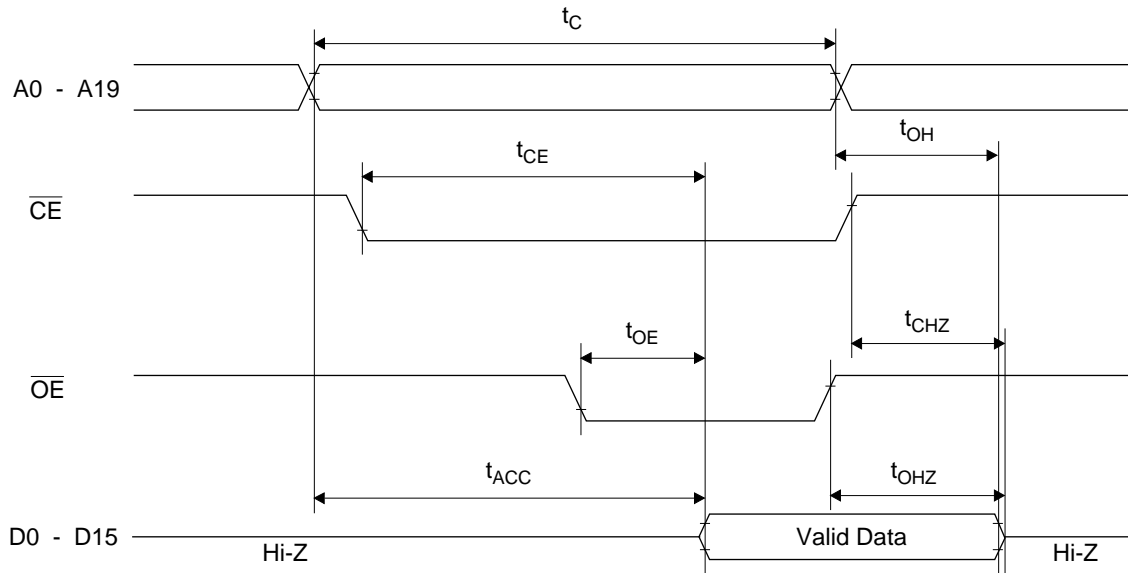 tC
A0 - A19
tOH
tCE
CE
tCHZ
tOE
OE
tACC
tOHZ
D0 - D15
Valid Data
Hi-Z
Hi-Z